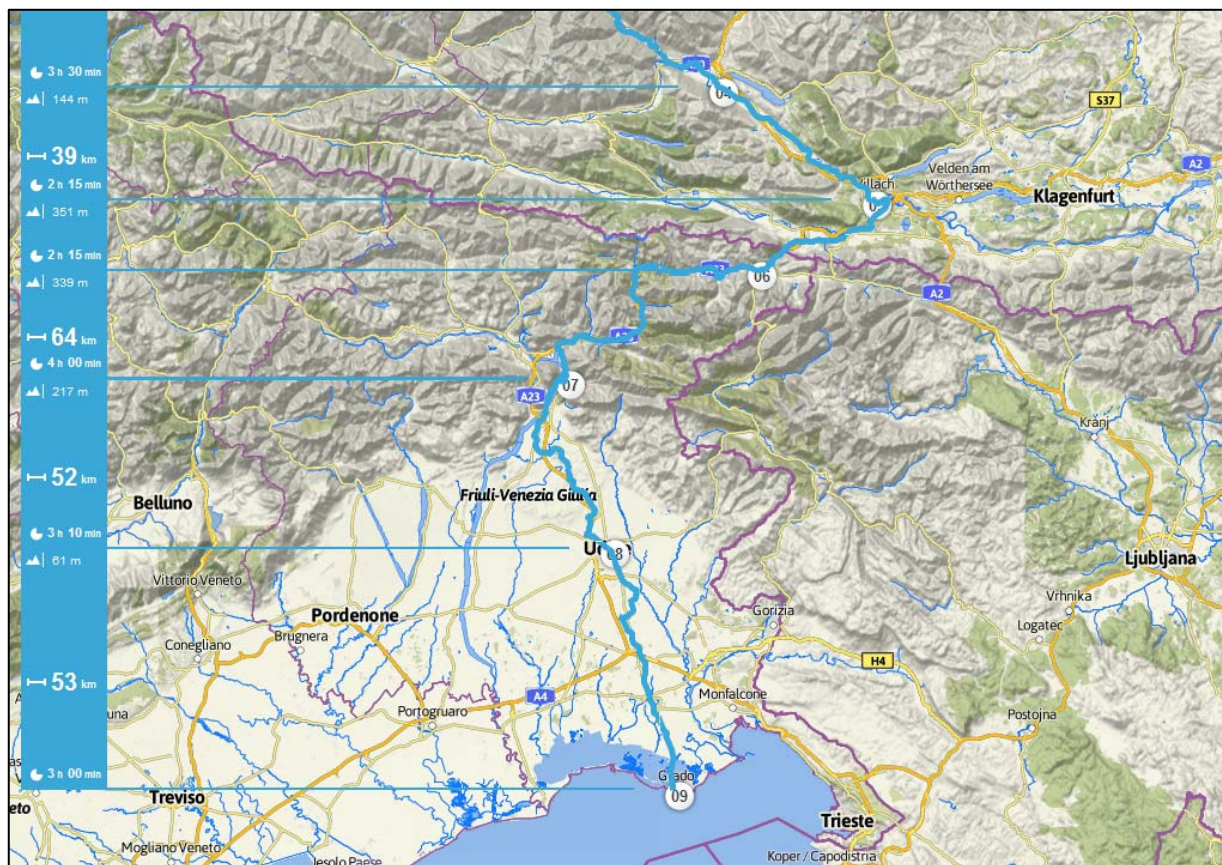 3 h 30 min
144 m
39 km
2 h 15 min
351 m
2 h 15 min
339 m
64 km
4 h 00 min
217 m
52 km
3 h 10 min
61 m
53 km
3 h 00 min
04
S37
A2
Velden am
Wörthersee
Klagenfurt
06
A2
07
A23
Kranj
Belluno
Friuli-Venezia Giulia
08
Ljubljana
Vittorio Veneto
Vrhnika
Pordenone
Gorizia
Logatec
Brugnera
Conegliano
H4
A4
Monfalcone
Portogruaro
Postojna
09
Treviso
Trieste
Mogliano Veneto
Koper / Capodistria